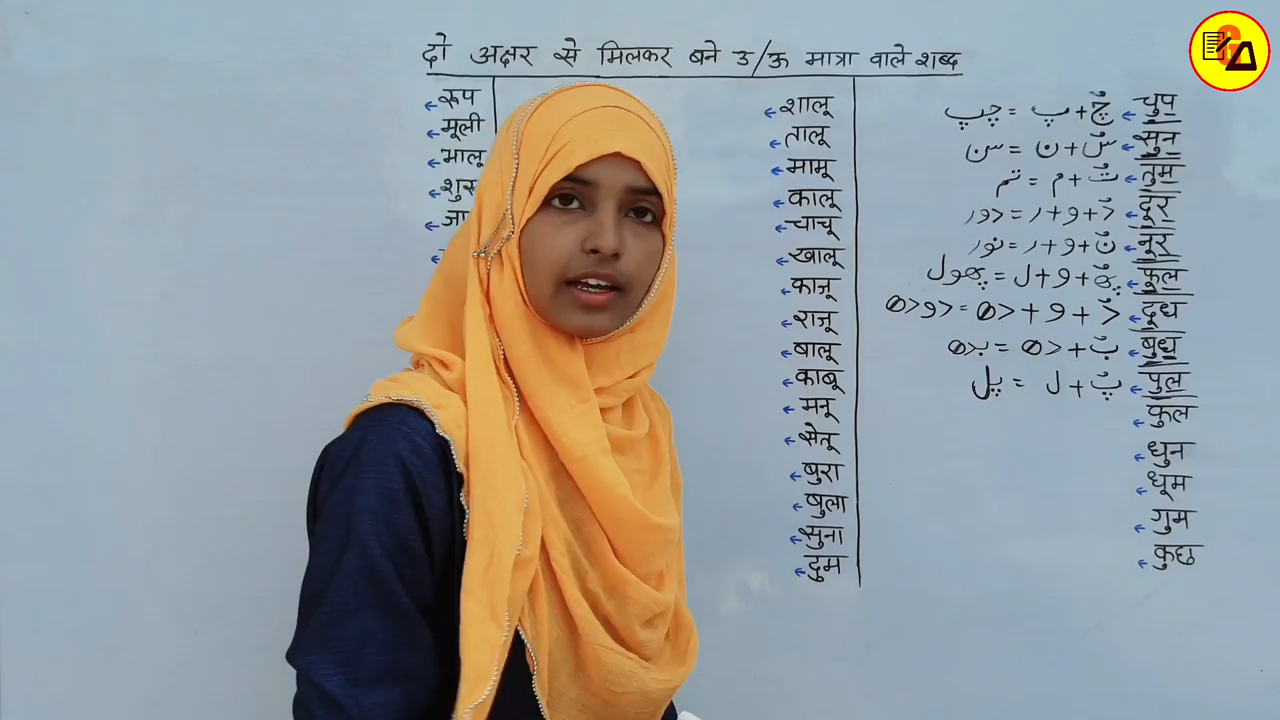 दो अक्षर से मिलकर बने उ/ऊ मात्रा वाले शब्द
चुप ← چُ + پ = چپ
सुन ← سُ + ن = سن
तुम ← تُ + م = تم
दूर ← دُ + و + ر = دور
नूर ← نُ + و + ر = نور
फूल ← پھُ + و + ل = پھول
दूध ← دُ + و + دھ = دودھ
बुध ← بُ + دھ = بدھ
पुल ← پُ + ل = پل
कुल ←
धुन ←
धूम ←
गुम ←
कुछ ←
शालू ←
तालू ←
मामू ←
कालू ←
चाचू ←
खालू ←
काजू ←
राजू ←
बालू ←
काबू ←
मनू ←
सेतू ←
बुरा ←
बुला ←
सुना ←
दुम ←
रूप ←
मूली ←
भालू ←